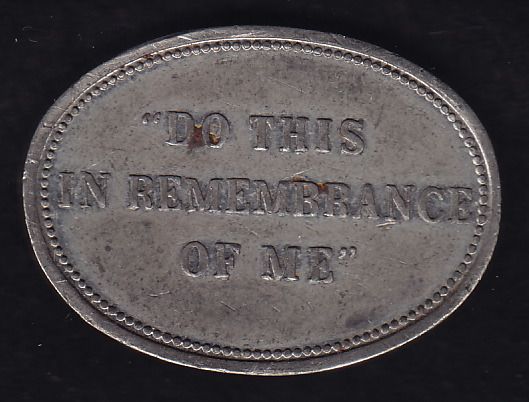 “DO THIS
IN REMEMBRANCE
OF ME”